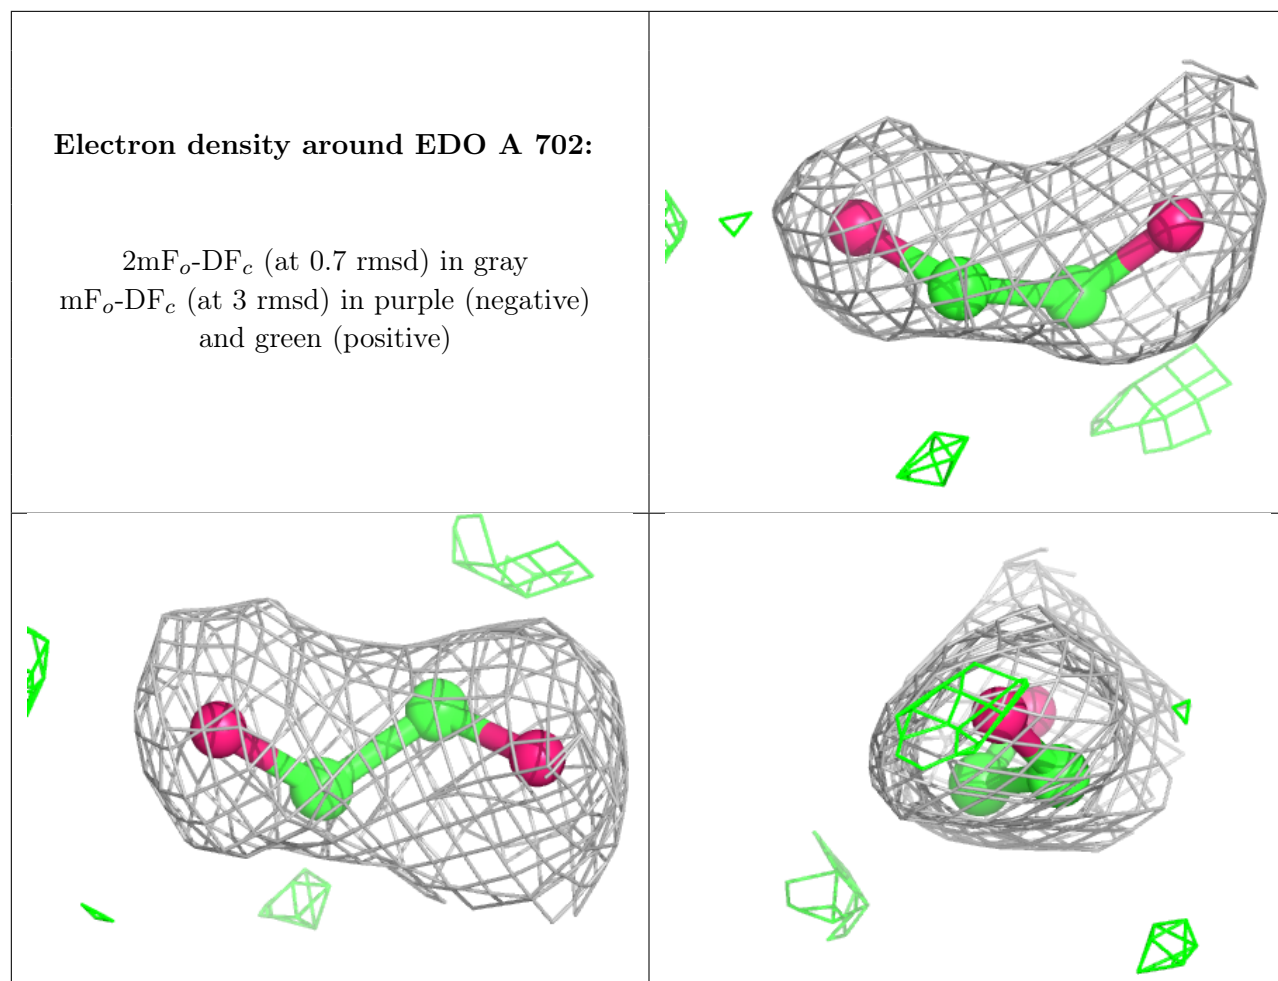 Electron density around EDO A 702:
2mFo-DFc (at 0.7 rmsd) in gray
mFo-DFc (at 3 rmsd) in purple (negative)
and green (positive)